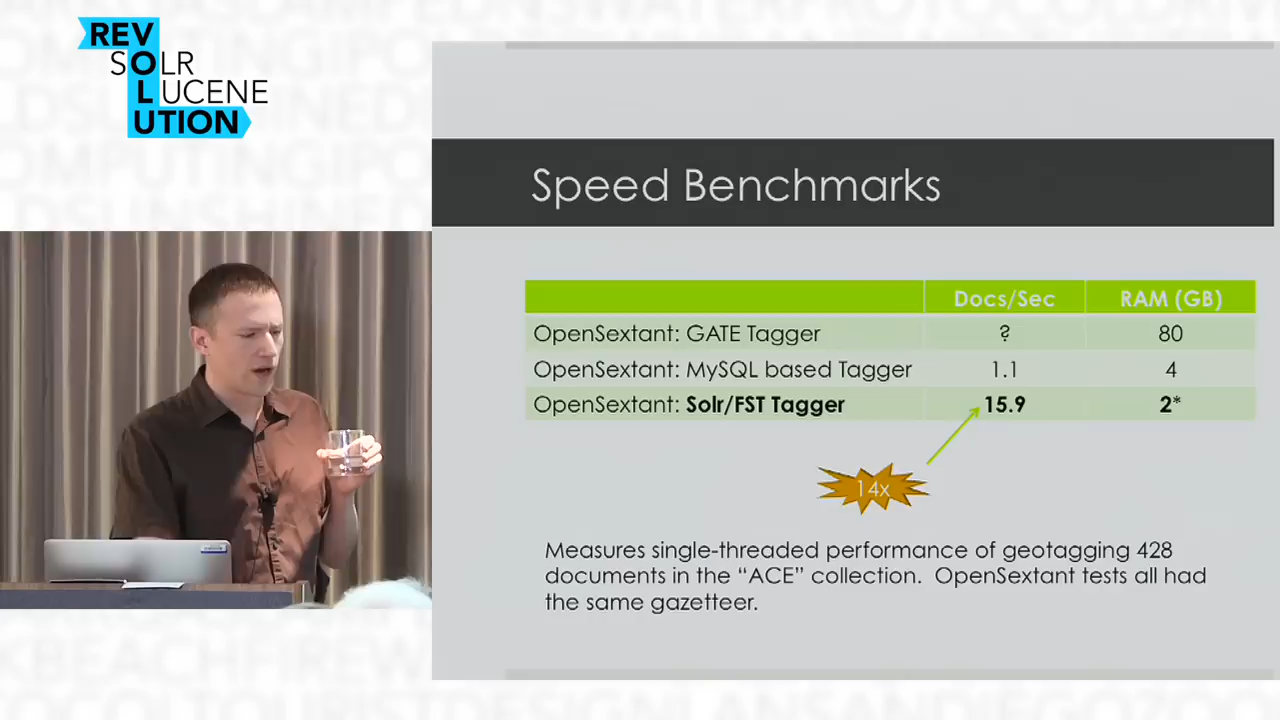 REV
SOLR
LUCENE
UTION
Speed Benchmarks
Docs/Sec RAM (GB)
OpenSextant: GATE Tagger ? 80
OpenSextant: MySQL based Tagger 1.1 4
OpenSextant: Solr/FST Tagger 15.9 2*
14x
Measures single-threaded performance of geotagging 428
documents in the “ACE” collection. OpenSextant tests all had
the same gazetteer.